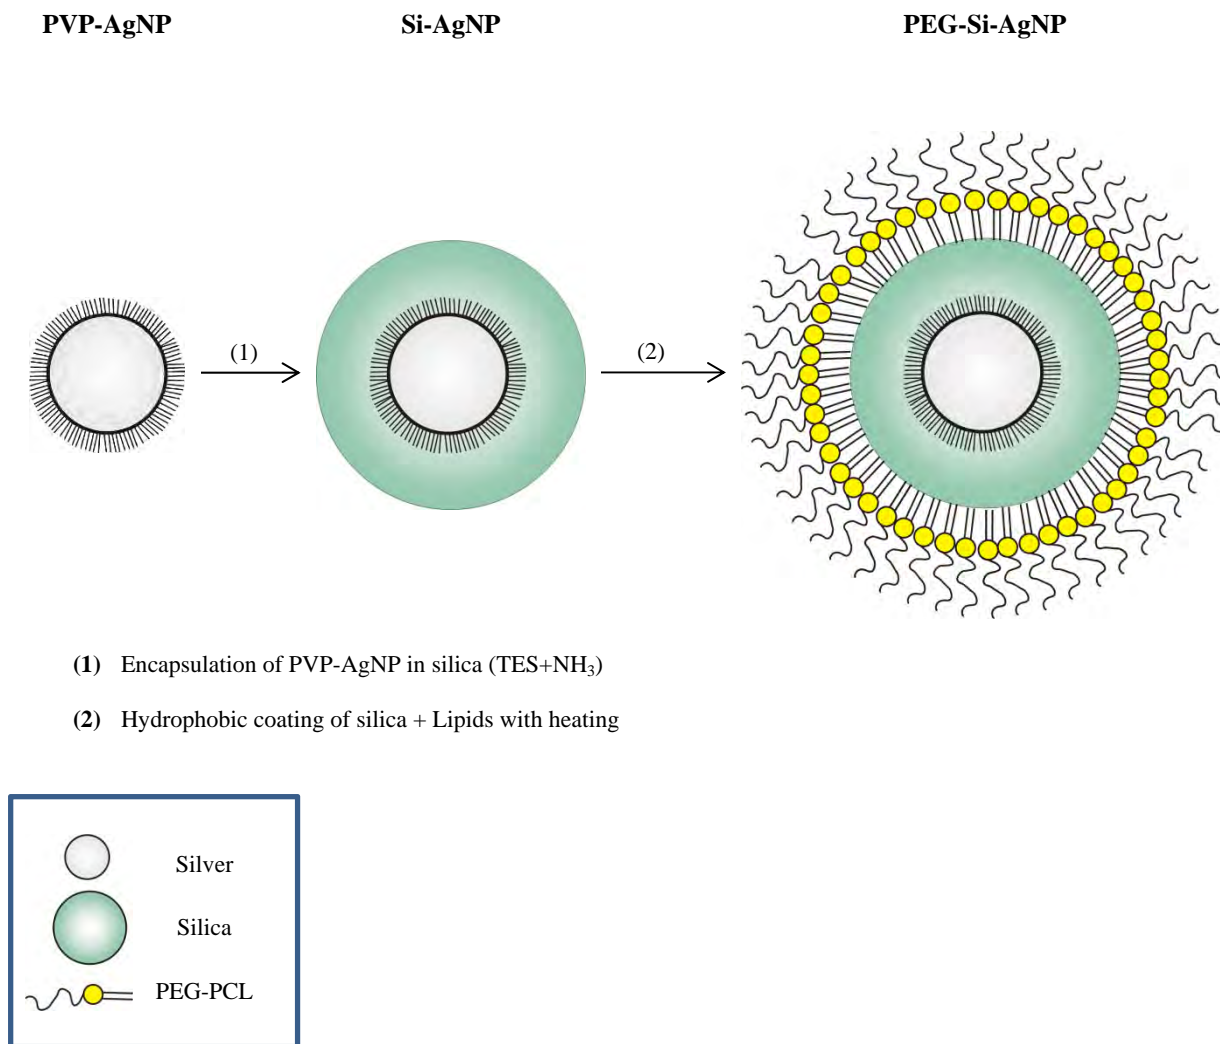 PVP-AgNP
Si-AgNP
PEG-Si-AgNP
(1)
(2)
(1) Encapsulation of PVP-AgNP in silica (TES+NH₃)
(2) Hydrophobic coating of silica + Lipids with heating
Silver
Silica
PEG-PCL